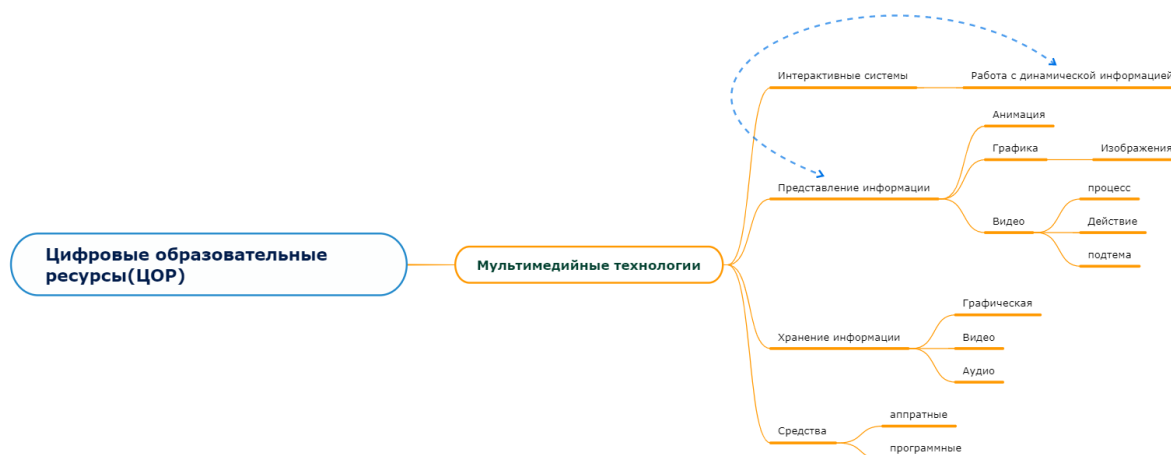 Цифровые образовательные
ресурсы(ЦОР)
Мультимедийные технологии
Интерактивные системы
Работа с динамической информацией
Представление информации
Анимация
Графика
Изображения
Видео
процесс
Действие
подтема
Хранение информации
Графическая
Видео
Аудио
Средства
аппратные
программные